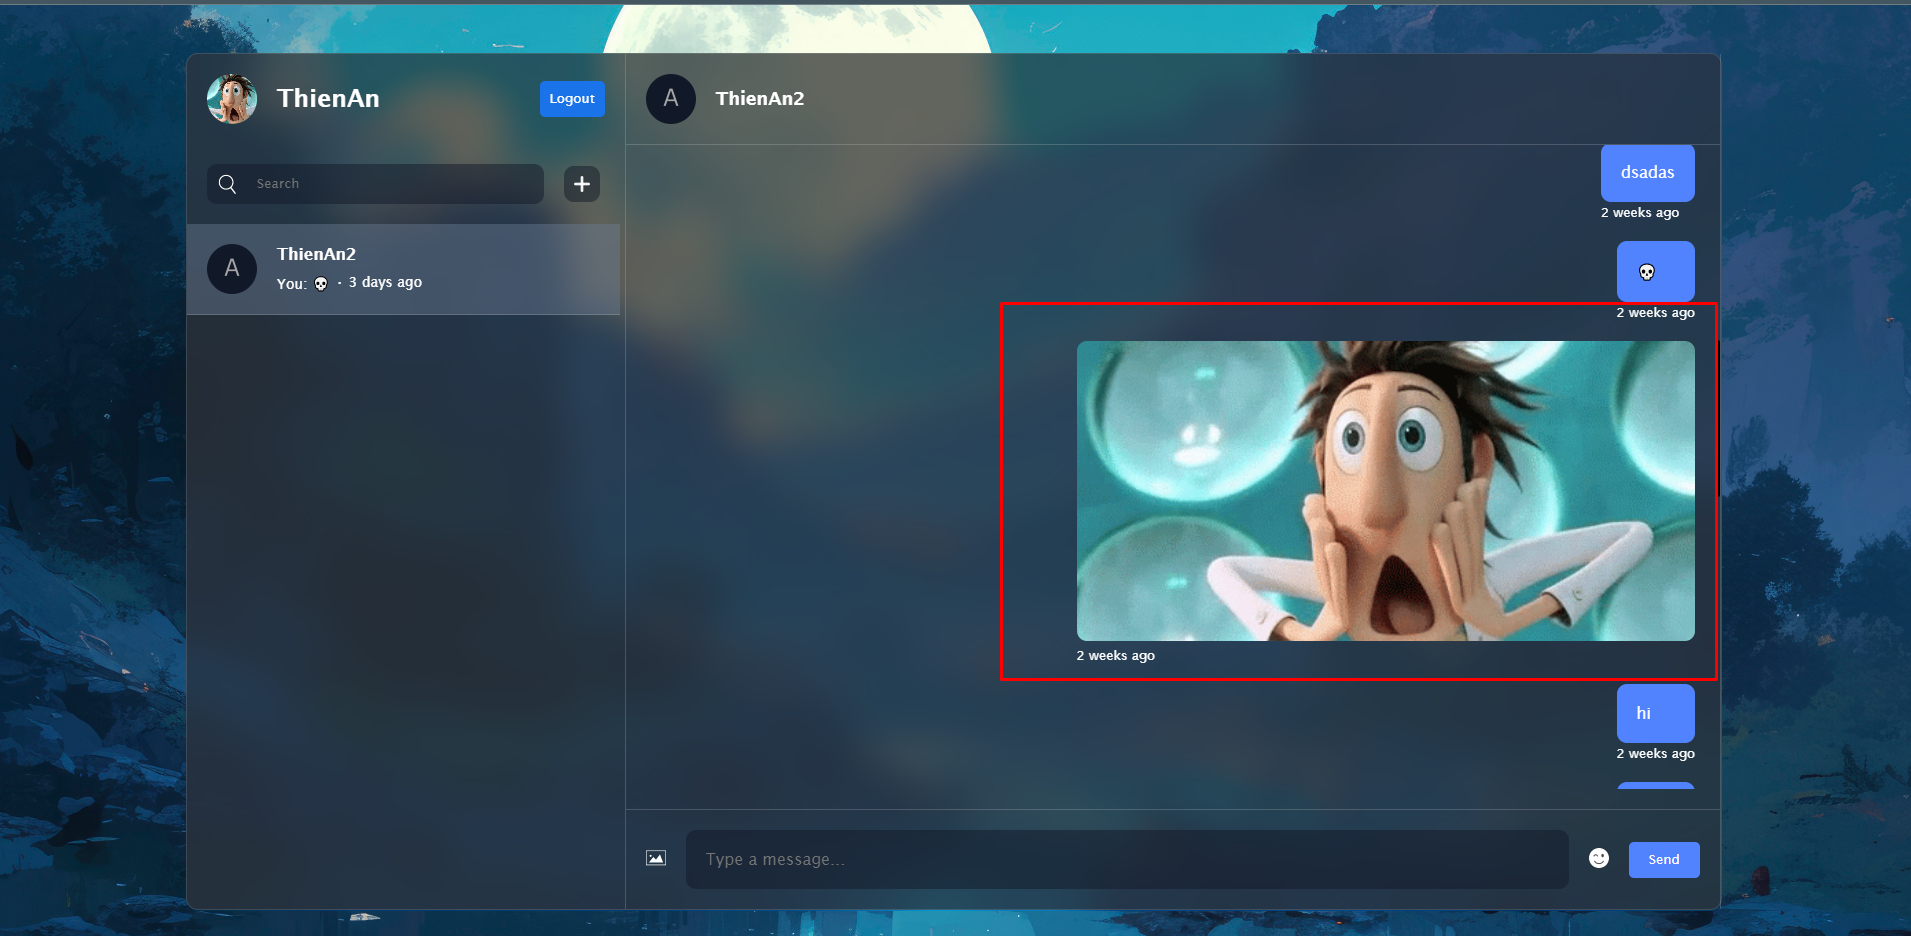 ThienAn
Logout
Search
A
ThienAn2
You: 💀 · 3 days ago
A
ThienAn2
dsadas
2 weeks ago
💀
2 weeks ago
2 weeks ago
hi
2 weeks ago
Type a message...
Send